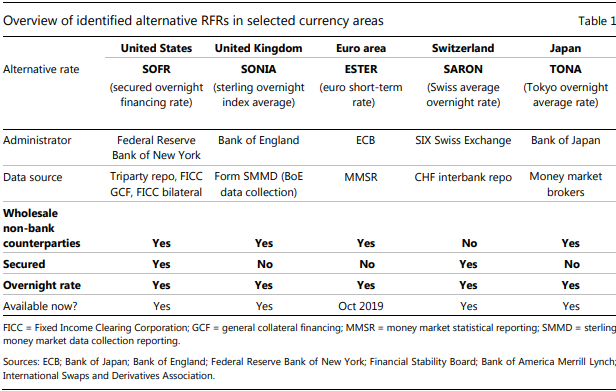 Overview of identified alternative RFRs in selected currency areas Table 1
United States United Kingdom Euro area Switzerland Japan
Alternative rate SOFR SONIA ESTER SARON TONA
(secured overnight (sterling overnight (euro short-term (Swiss average (Tokyo overnight
financing rate) index average) rate) overnight rate) average rate)
Administrator Federal Reserve Bank of England ECB SIX Swiss Exchange Bank of Japan
Bank of New York
Data source Triparty repo, FICC Form SMMD (BoE MMSR CHF interbank repo Money market
GCF, FICC bilateral data collection) brokers
Wholesale
non-bank
counterparties Yes Yes Yes No Yes
Secured Yes No No Yes No
Overnight rate Yes Yes Yes Yes Yes
Available now? Yes Yes Oct 2019 Yes Yes
FICC = Fixed Income Clearing Corporation; GCF = general collateral financing; MMSR = money market statistical reporting; SMMD = sterling
money market data collection reporting.
Sources: ECB; Bank of Japan; Bank of England; Federal Reserve Bank of New York; Financial Stability Board; Bank of America Merrill Lynch;
International Swaps and Derivatives Association.